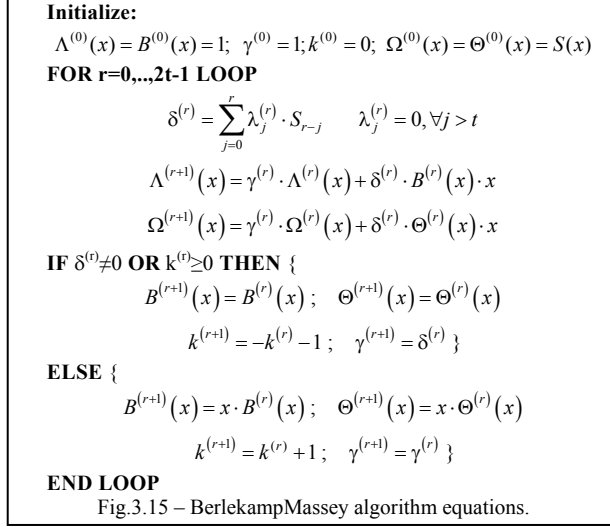 Initialize:
Λ^(0)(x) = B^(0)(x) = 1; γ^(0) = 1; k^(0) = 0; Ω^(0)(x) = Θ^(0)(x) = S(x)
FOR r=0,..,2t-1 LOOP
δ^(r) = ∑_{j=0}^{r} λ_j^(r) · S_{r−j}  λ_j^(r) = 0, ∀j > t
Λ^(r+1)(x) = γ^(r) · Λ^(r)(x) + δ^(r) · B^(r)(x) · x
Ω^(r+1)(x) = γ^(r) · Ω^(r)(x) + δ^(r) · Θ^(r)(x) · x
IF δ^(r)≠0 OR k^(r)≥0 THEN {
B^(r+1)(x) = B^(r)(x) ; Θ^(r+1)(x) = Θ^(r)(x)
k^(r+1) = −k^(r) − 1 ; γ^(r+1) = δ^(r) }
ELSE {
B^(r+1)(x) = x · B^(r)(x) ; Θ^(r+1)(x) = x · Θ^(r)(x)
k^(r+1) = k^(r) + 1 ; γ^(r+1) = γ^(r) }
END LOOP
Fig.3.15 – BerlekampMassey algorithm equations.